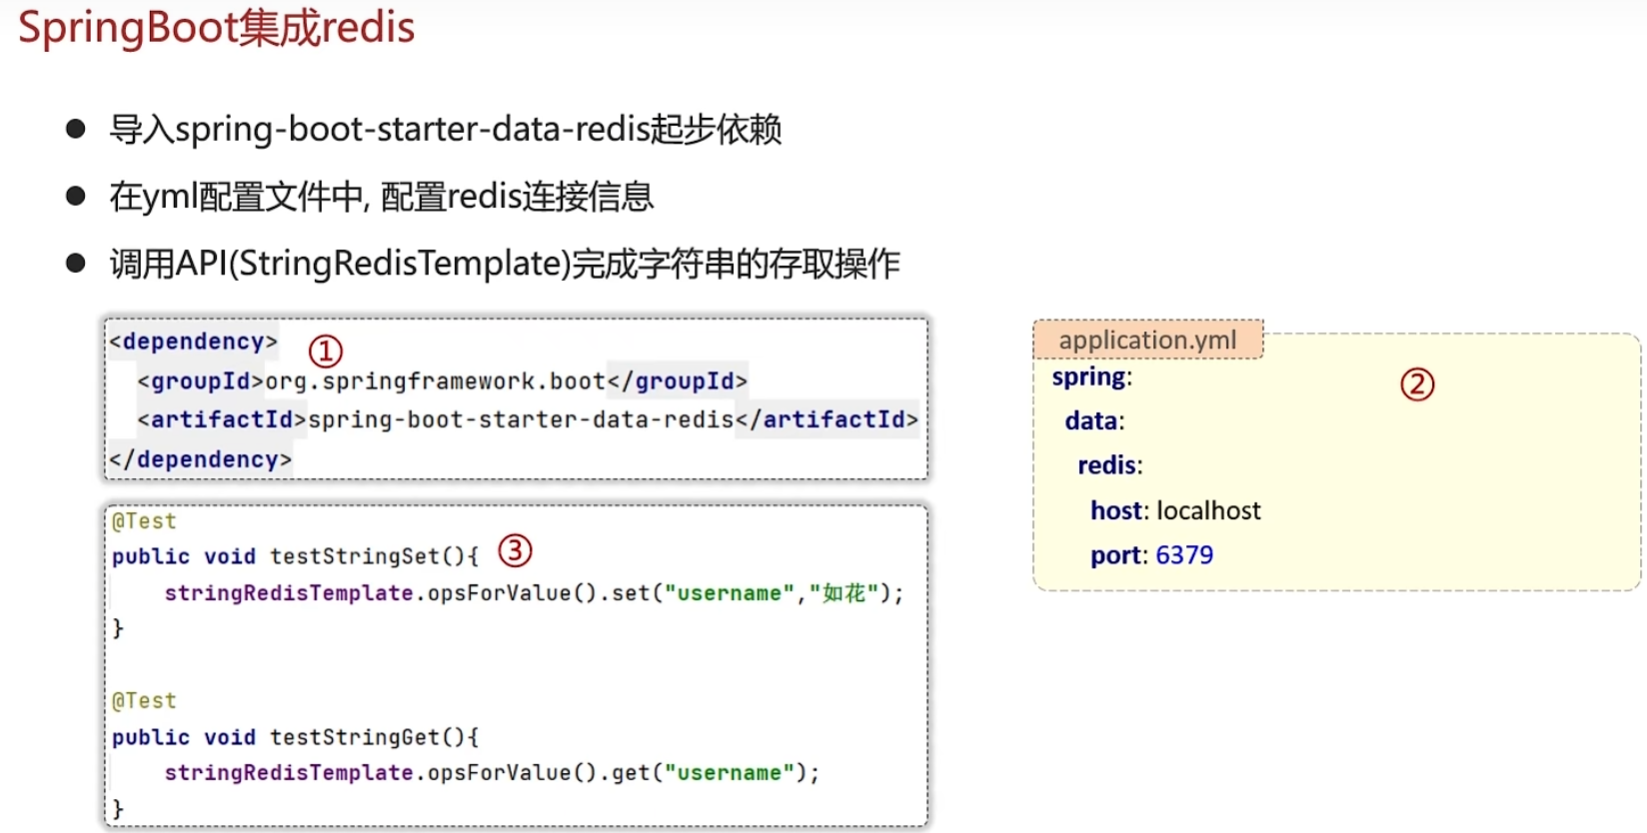 SpringBoot集成redis
● 导入spring-boot-starter-data-redis起步依赖
● 在yml配置文件中, 配置redis连接信息
● 调用API(StringRedisTemplate)完成字符串的存取操作
<dependency> ①
<groupId>org.springframework.boot</groupId>
<artifactId>spring-boot-starter-data-redis</artifactId>
</dependency>
application.yml
spring: ②
data:
redis:
host: localhost
port: 6379
@Test
public void testStringSet(){ ③
stringRedisTemplate.opsForValue().set("username","如花");
}
@Test
public void testStringGet(){
stringRedisTemplate.opsForValue().get("username");
}